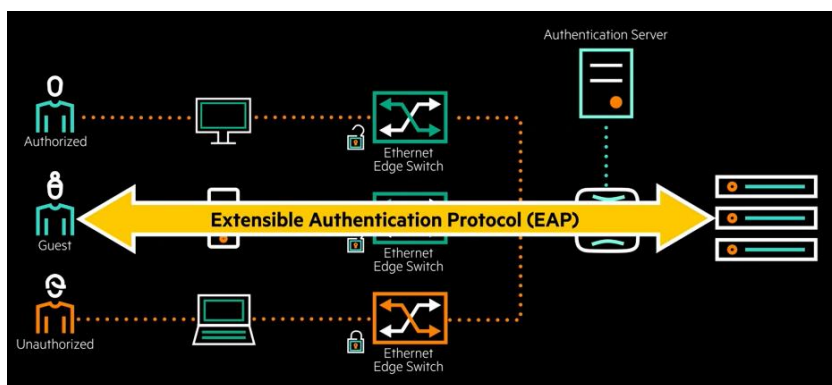 Authentication Server
Authorized
Ethernet
Edge Switch
Extensible Authentication Protocol (EAP)
Guest
Ethernet
Edge Switch
Unauthorized
Ethernet
Edge Switch